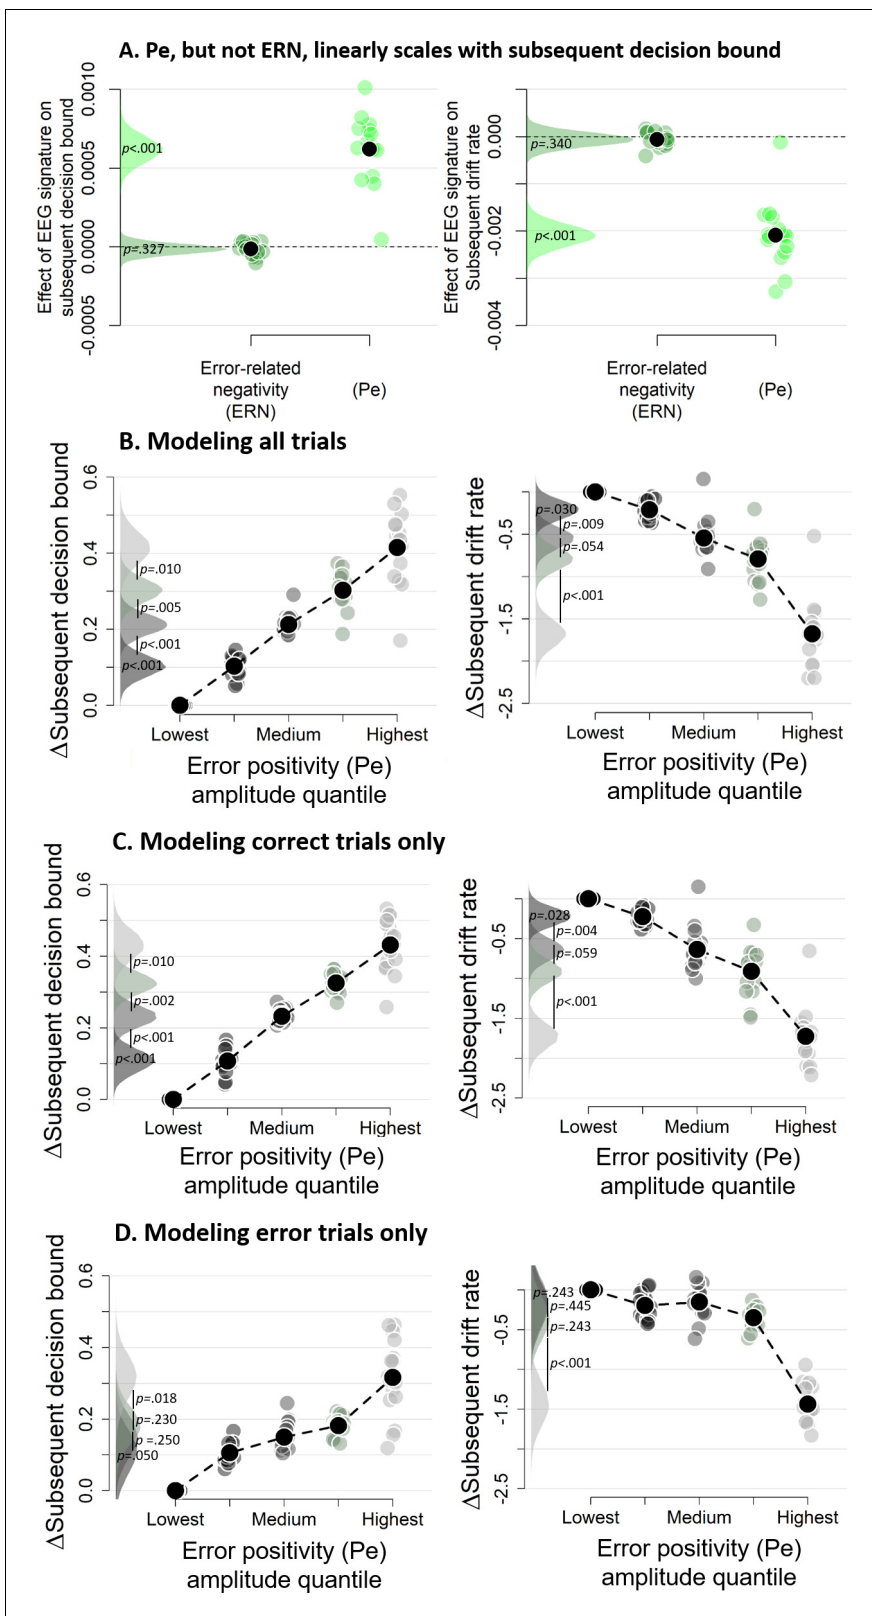 A. Pe, but not ERN, linearly scales with subsequent decision bound
Effect of EEG signature on
subsequent decision bound
0.0010
0.0005
0.0000
-0.0005
p<.001
p=.327
Error-related
negativity
(ERN)
(Pe)
Effect of EEG signature on
Subsequent drift rate
0.000
-0.002
-0.004
p=.340
p<.001
Error-related
negativity
(ERN)
(Pe)
B. Modeling all trials
ΔSubsequent decision bound
0.6
0.4
0.2
0.0
p=.010
p=.005
p<.001
p<.001
Lowest
Medium
Highest
Error positivity (Pe)
amplitude quantile
ΔSubsequent drift rate
-0.5
-1.5
-2.5
p=.030
p=.009
p=.054
p<.001
Lowest
Medium
Highest
Error positivity (Pe)
amplitude quantile
C. Modeling correct trials only
ΔSubsequent decision bound
0.6
0.4
0.2
0.0
p=.010
p=.002
p<.001
p<.001
Lowest
Medium
Highest
Error positivity (Pe)
amplitude quantile
ΔSubsequent drift rate
-0.5
-1.5
-2.5
p=.028
p=.004
p=.059
p<.001
Lowest
Medium
Highest
Error positivity (Pe)
amplitude quantile
D. Modeling error trials only
ΔSubsequent decision bound
0.6
0.4
0.2
0.0
p=.018
p=.230
p =.250
p=.050
Lowest
Medium
Highest
Error positivity (Pe)
amplitude quantile
ΔSubsequent drift rate
-0.5
-1.5
-2.5
p=.243
p=.445
p=.243
p<.001
Lowest
Medium
Highest
Error positivity (Pe)
amplitude quantile